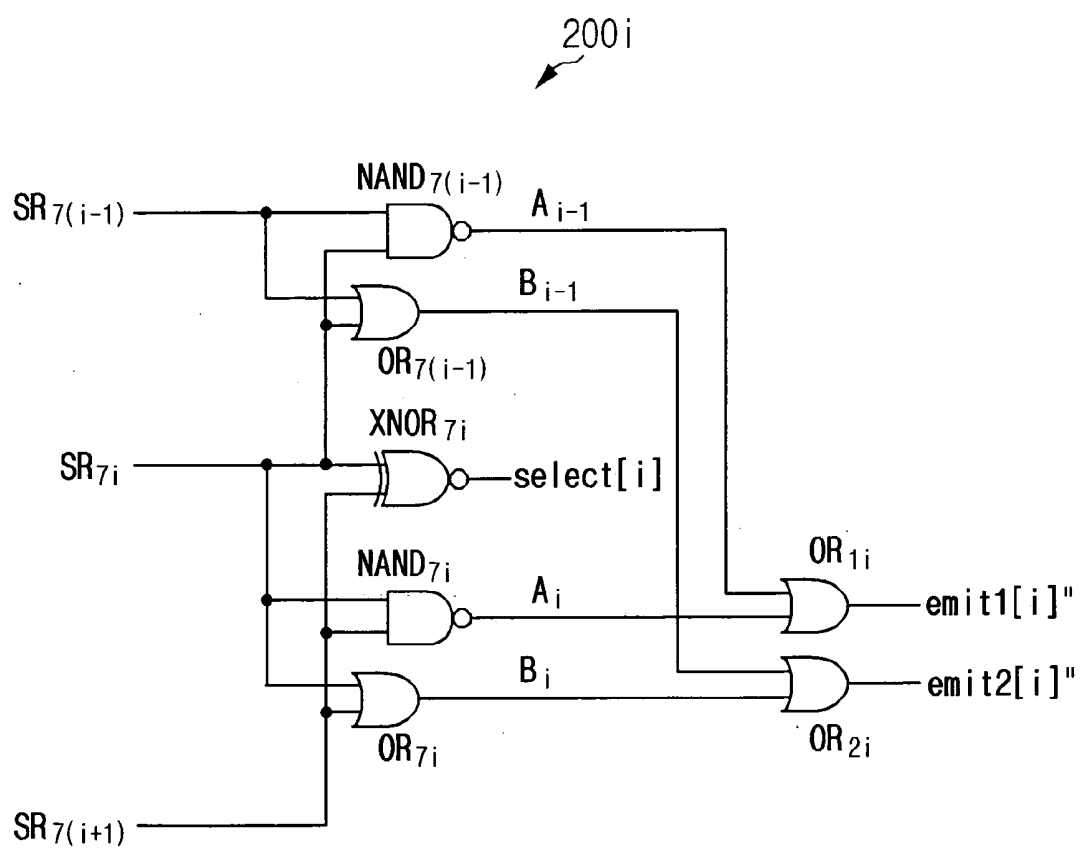 200i
NAND7(i-1)
SR7(i-1)
Ai-1
Bi-1
OR7(i-1)
XNOR7i
SR7i
select[i]
NAND7i
OR1i
Ai
emit1[i]"
Bi
emit2[i]"
OR7i
OR2i
SR7(i+1)